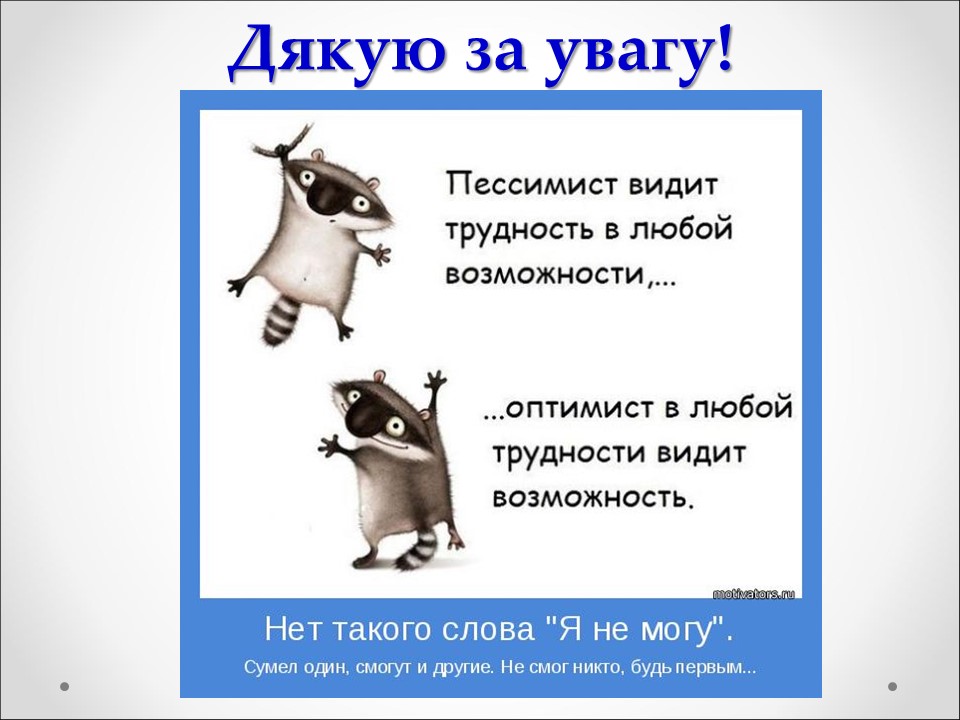 Дякую за увагу!
Пессимист видит
трудность в любой
возможности,...
...оптимист в любой
трудности видит
возможность.
motivators.ru
Нет такого слова "Я не могу".
Сумел один, смогут и другие. Не смог никто, будь первым...